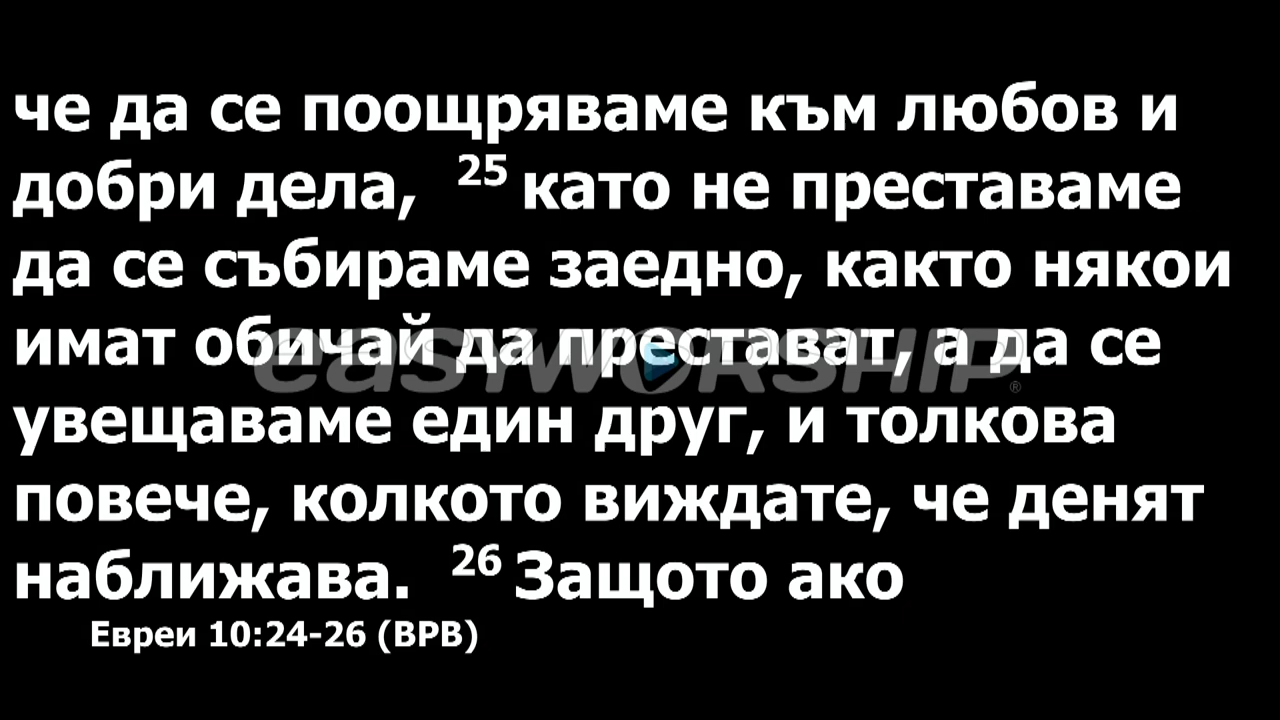 че да се поощряваме към любов и
добри дела, 25 като не преставаме
да се събираме заедно, както някои
имат обичай да престават, а да се
easyworship®
увещаваме един друг, и толкова
повече, колкото виждате, че денят
наближава. 26 Защото ако
Евреи 10:24-26 (ВРВ)